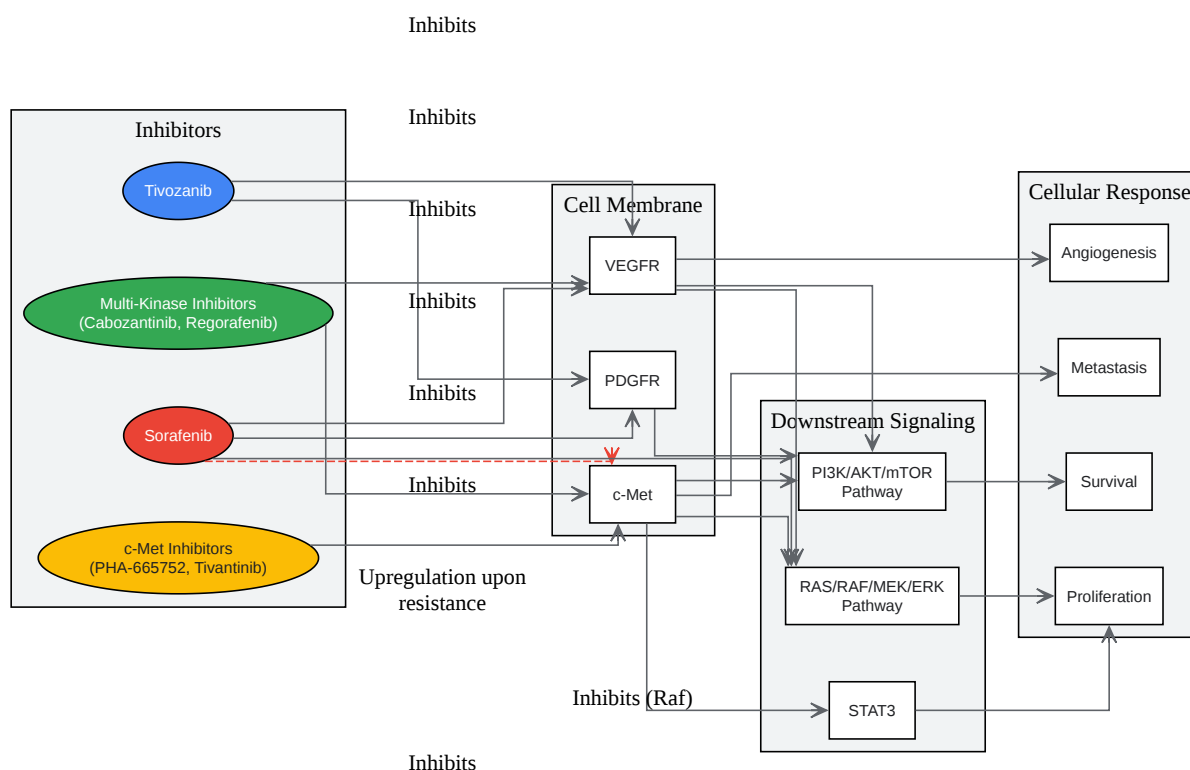 Inhibits
Inhibits
Inhibitors
Tivozanib
Inhibits
Cell Membrane
Cellular Response
VEGFR
Angiogenesis
Multi-Kinase Inhibitors
(Cabozantinib, Regorafenib)
Inhibits
PDGFR
Metastasis
Inhibits
Sorafenib
Downstream Signaling
Inhibits
c-Met
PI3K/AKT/mTOR
Pathway
Survival
c-Met Inhibitors
(PHA-665752, Tivantinib)
Upregulation upon
resistance
RAS/RAF/MEK/ERK
Pathway
Proliferation
Inhibits (Raf)
STAT3
Inhibits